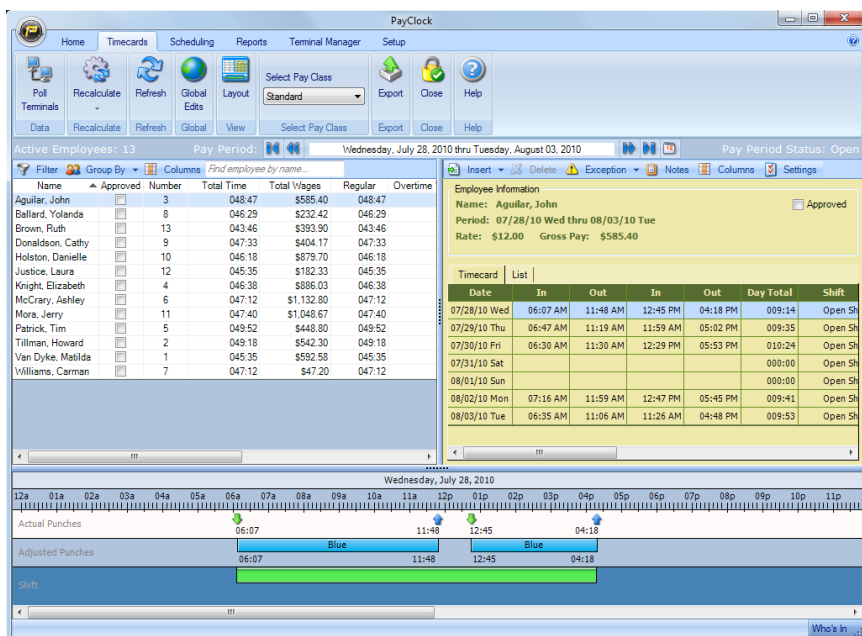 PayClock
Home Timecards Scheduling Reports Terminal Manager Setup
Poll Terminals Recalculate Refresh Global Edits Layout Select Pay Class Standard Export Close Help
Data Recalculate Refresh Global View Select Pay Class Export Close Help
Active Employees: 13 Pay Period: Wednesday, July 28, 2010 thru Tuesday, August 03, 2010 Pay Period Status: Open
Filter Group By Columns Find employee by name...
Name Approved Number Total Time Total Wages Regular Overtime
Aguilar, John 3 048:47 $585.40 048:47
Ballard, Yolanda 8 046:29 $232.42 046:29
Brown, Ruth 13 043:46 $393.90 043:46
Donaldson, Cathy 9 047:33 $404.17 047:33
Holston, Danielle 10 046:18 $879.70 046:18
Justice, Laura 12 045:35 $182.33 045:35
Knight, Elizabeth 4 046:38 $886.03 046:38
McCrary, Ashley 6 047:12 $1,132.80 047:12
Mora, Jerry 11 047:40 $1,048.67 047:40
Patrick, Tim 5 049:52 $448.80 049:52
Tillman, Howard 2 049:18 $542.30 049:18
Van Dyke, Matilda 1 045:35 $592.58 045:35
Williams, Carman 7 047:12 $47.20 047:12
Insert Delete Exception Notes Columns Settings
Employee Information
Name: Aguilar, John Approved
Period: 07/28/10 Wed thru 08/03/10 Tue
Rate: $12.00 Gross Pay: $585.40
Timecard List
Date In Out In Out Day Total Shift
07/28/10 Wed 06:07 AM 11:48 AM 12:45 PM 04:18 PM 009:14 Open Sh
07/29/10 Thu 06:47 AM 11:19 AM 11:59 AM 05:02 PM 009:35 Open Sh
07/30/10 Fri 06:30 AM 11:30 AM 12:29 PM 05:53 PM 010:24 Open Sh
07/31/10 Sat 000:00 Open Sh
08/01/10 Sun 000:00 Open Sh
08/02/10 Mon 07:16 AM 11:59 AM 12:47 PM 05:45 PM 009:41 Open Sh
08/03/10 Tue 06:35 AM 11:06 AM 11:26 AM 04:48 PM 009:53 Open Sh
Wednesday, July 28, 2010
12a 01a 02a 03a 04a 05a 06a 07a 08a 09a 10a 11a 12p 01p 02p 03p 04p 05p 06p 07p 08p 09p 10p 11p
Actual Punches
06:07 11:48 12:45 04:18
Adjusted Punches
Blue Blue
06:07 11:48 12:45 04:18
Shift
Who's In